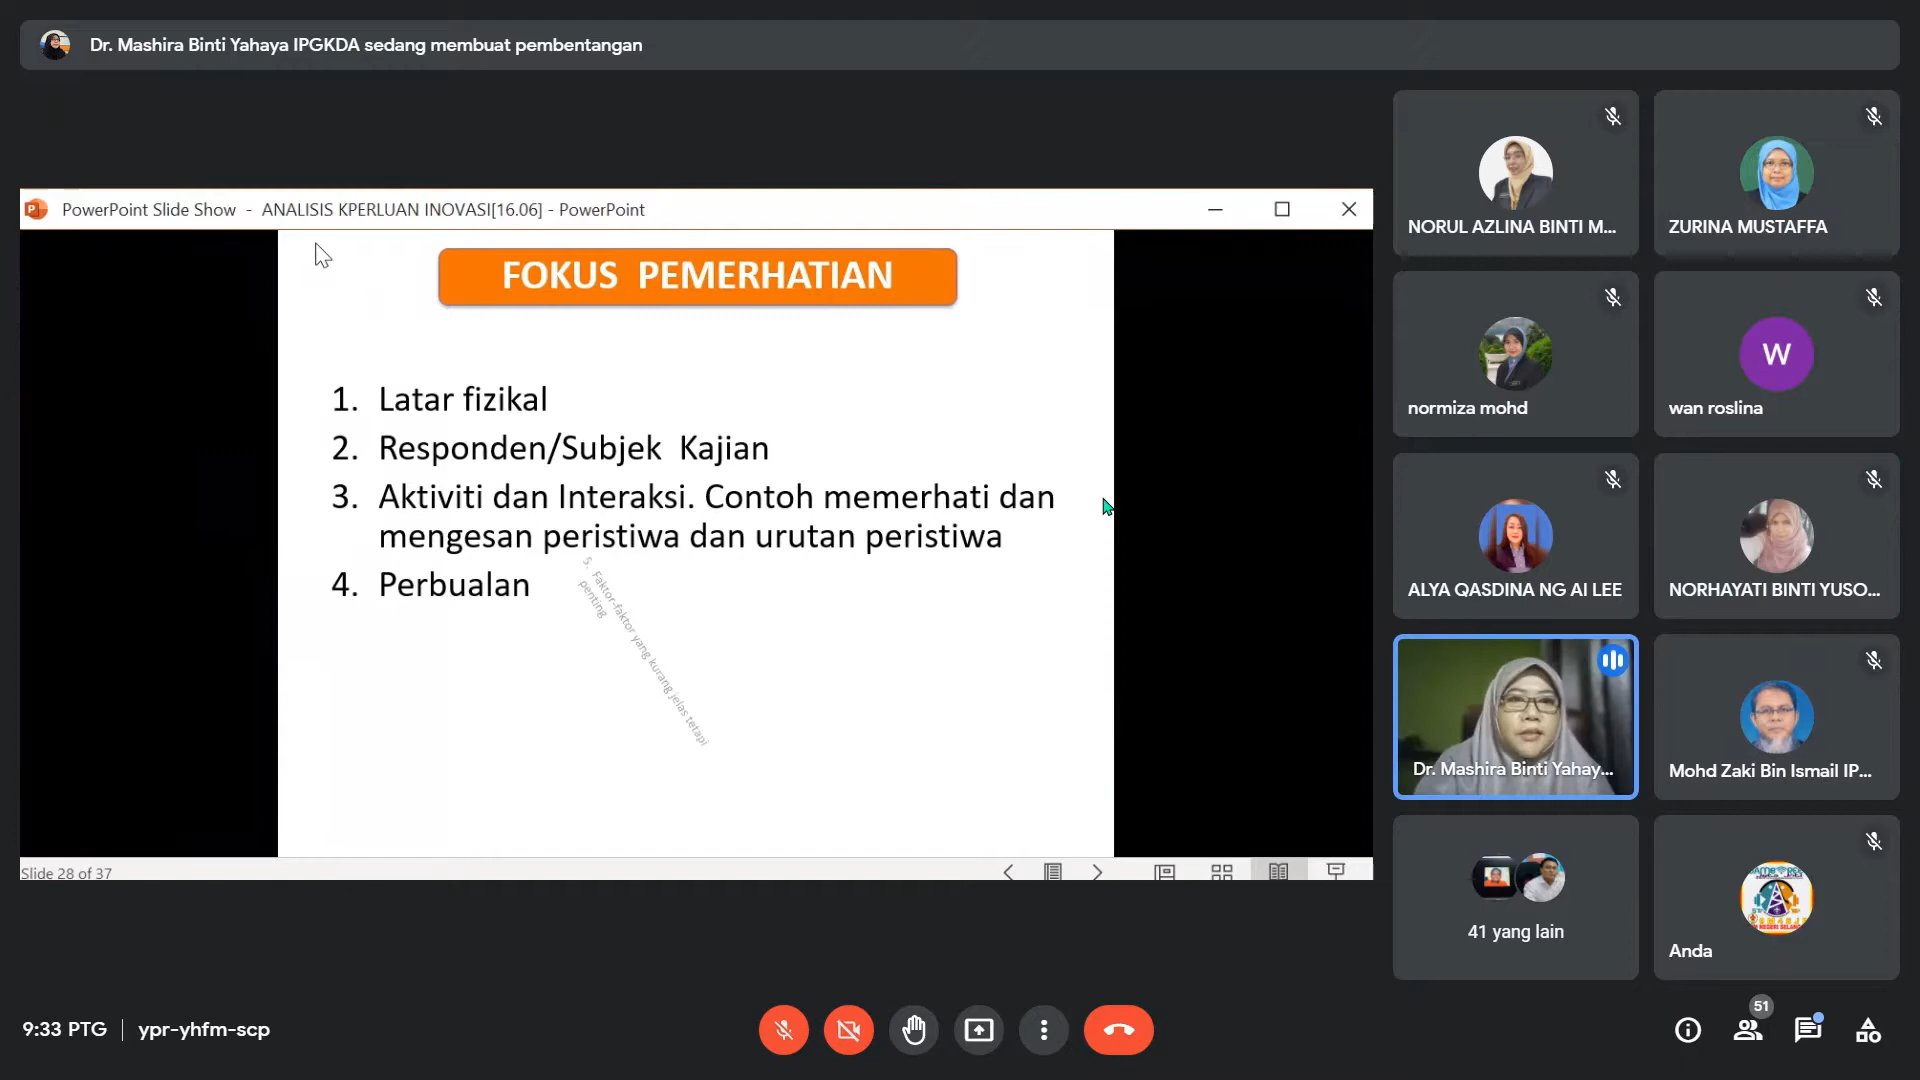 Dr. Mashira Binti Yahaya IPGKDA sedang membuat pembentangan
PowerPoint Slide Show - ANALISIS KPERLUAN INOVASI[16.06] - PowerPoint
FOKUS PEMERHATIAN
1. Latar fizikal
2. Responden/Subjek Kajian
3. Aktiviti dan Interaksi. Contoh memerhati dan
mengesan peristiwa dan urutan peristiwa
4. Perbualan
5. Faktor-faktor yang kurang jelas tetapi
penting
Slide 28 of 37
NORUL AZLINA BINTI M...
ZURINA MUSTAFFA
normiza mohd
W
wan roslina
ALYA QASDINA NG AI LEE
NORHAYATI BINTI YUSO...
Dr. Mashira Binti Yahay...
Mohd Zaki Bin Ismail IP...
41 yang lain
Anda
9:33 PTG
ypr-yhfm-scp
51